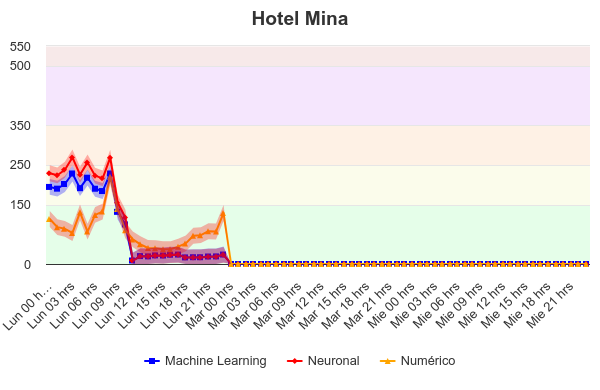 Hotel Mina
550
500
350
250
150
0
Lun 00 h...
Lun 03 hrs
Lun 06 hrs
Lun 09 hrs
Lun 12 hrs
Lun 15 hrs
Lun 18 hrs
Lun 21 hrs
Mar 00 hrs
Mar 03 hrs
Mar 06 hrs
Mar 09 hrs
Mar 12 hrs
Mar 15 hrs
Mar 18 hrs
Mar 21 hrs
Mie 00 hrs
Mie 03 hrs
Mie 06 hrs
Mie 09 hrs
Mie 12 hrs
Mie 15 hrs
Mie 18 hrs
Mie 21 hrs
Machine Learning Neuronal Numérico